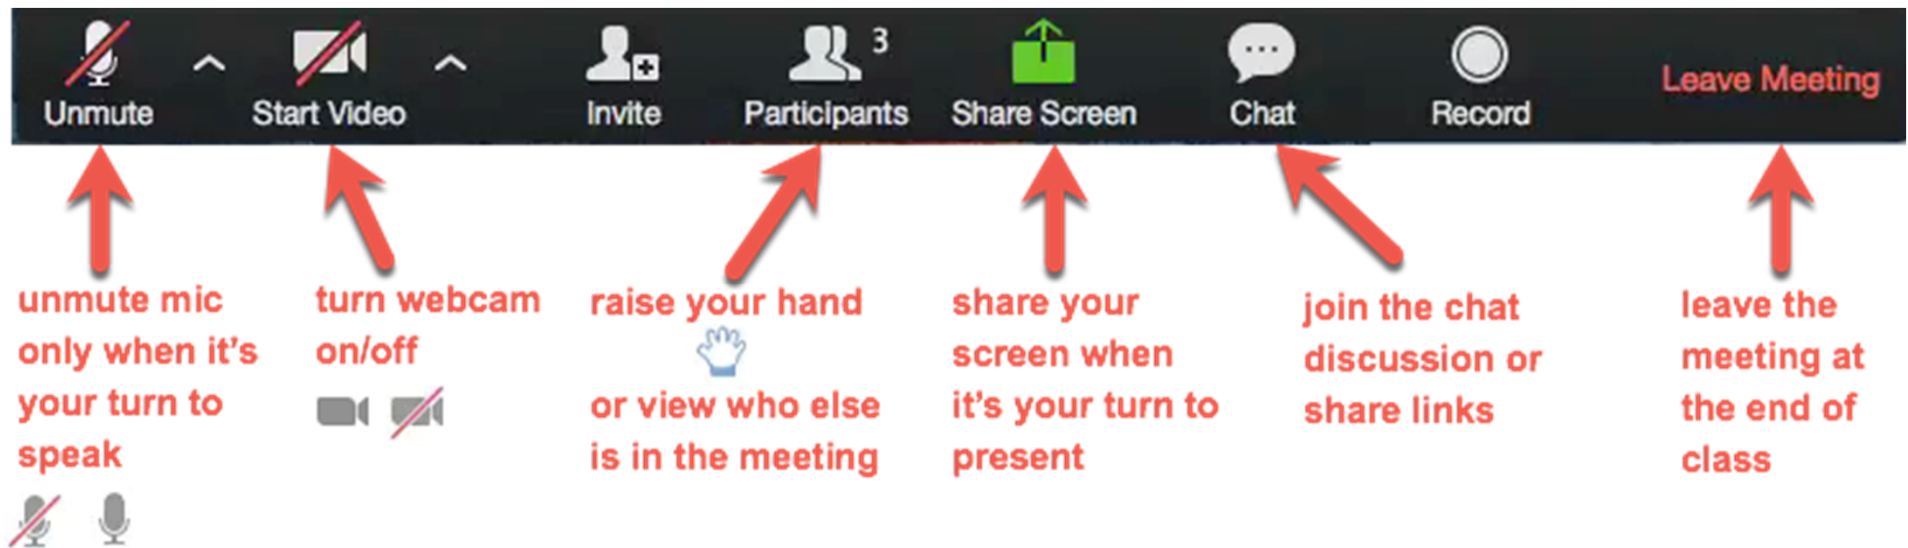 3
Unmute
Start Video
Invite
Participants
Share Screen
Chat
Record
Leave Meeting
unmute mic
only when it's
your turn to
speak
turn webcam
on/off
raise your hand
or view who else
is in the meeting
share your
screen when
it's your turn to
present
join the chat
discussion or
share links
leave the
meeting at
the end of
class